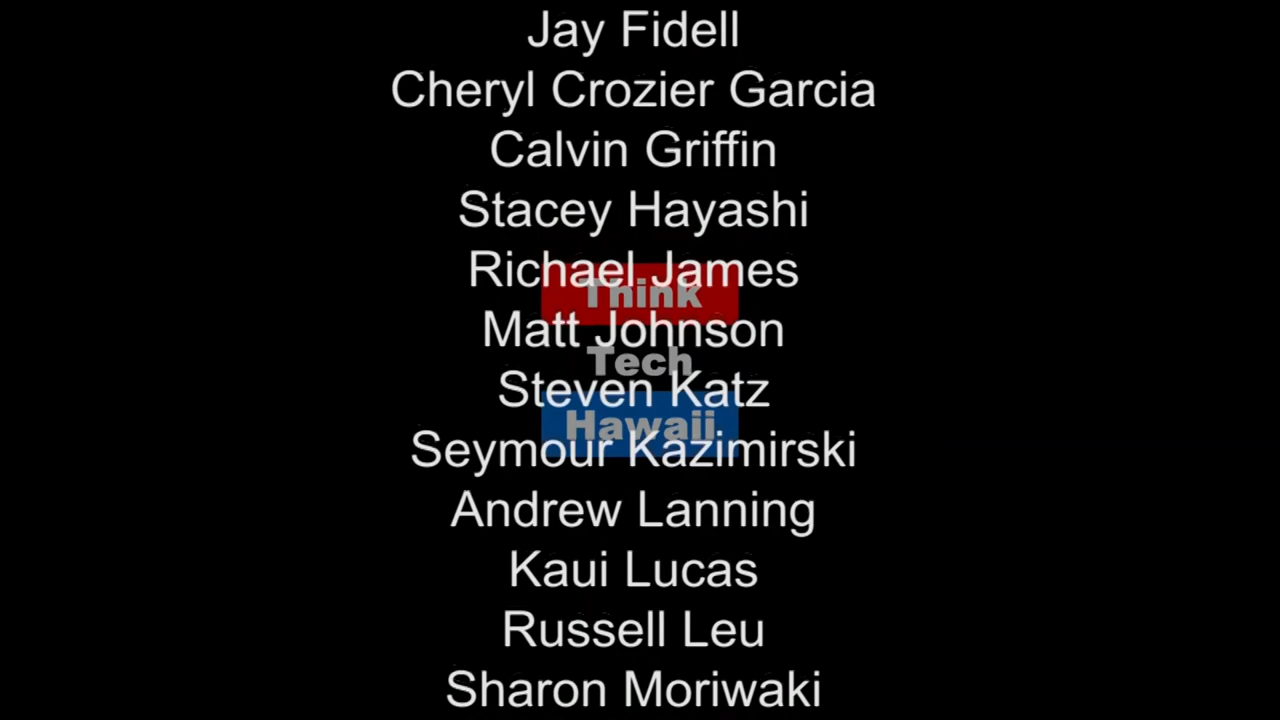 Jay Fidell
Cheryl Crozier Garcia
Calvin Griffin
Stacey Hayashi
Richael James
Think
Matt Johnson
Tech
Steven Katz
Hawaii
Seymour Kazimirski
Andrew Lanning
Kaui Lucas
Russell Leu
Sharon Moriwaki